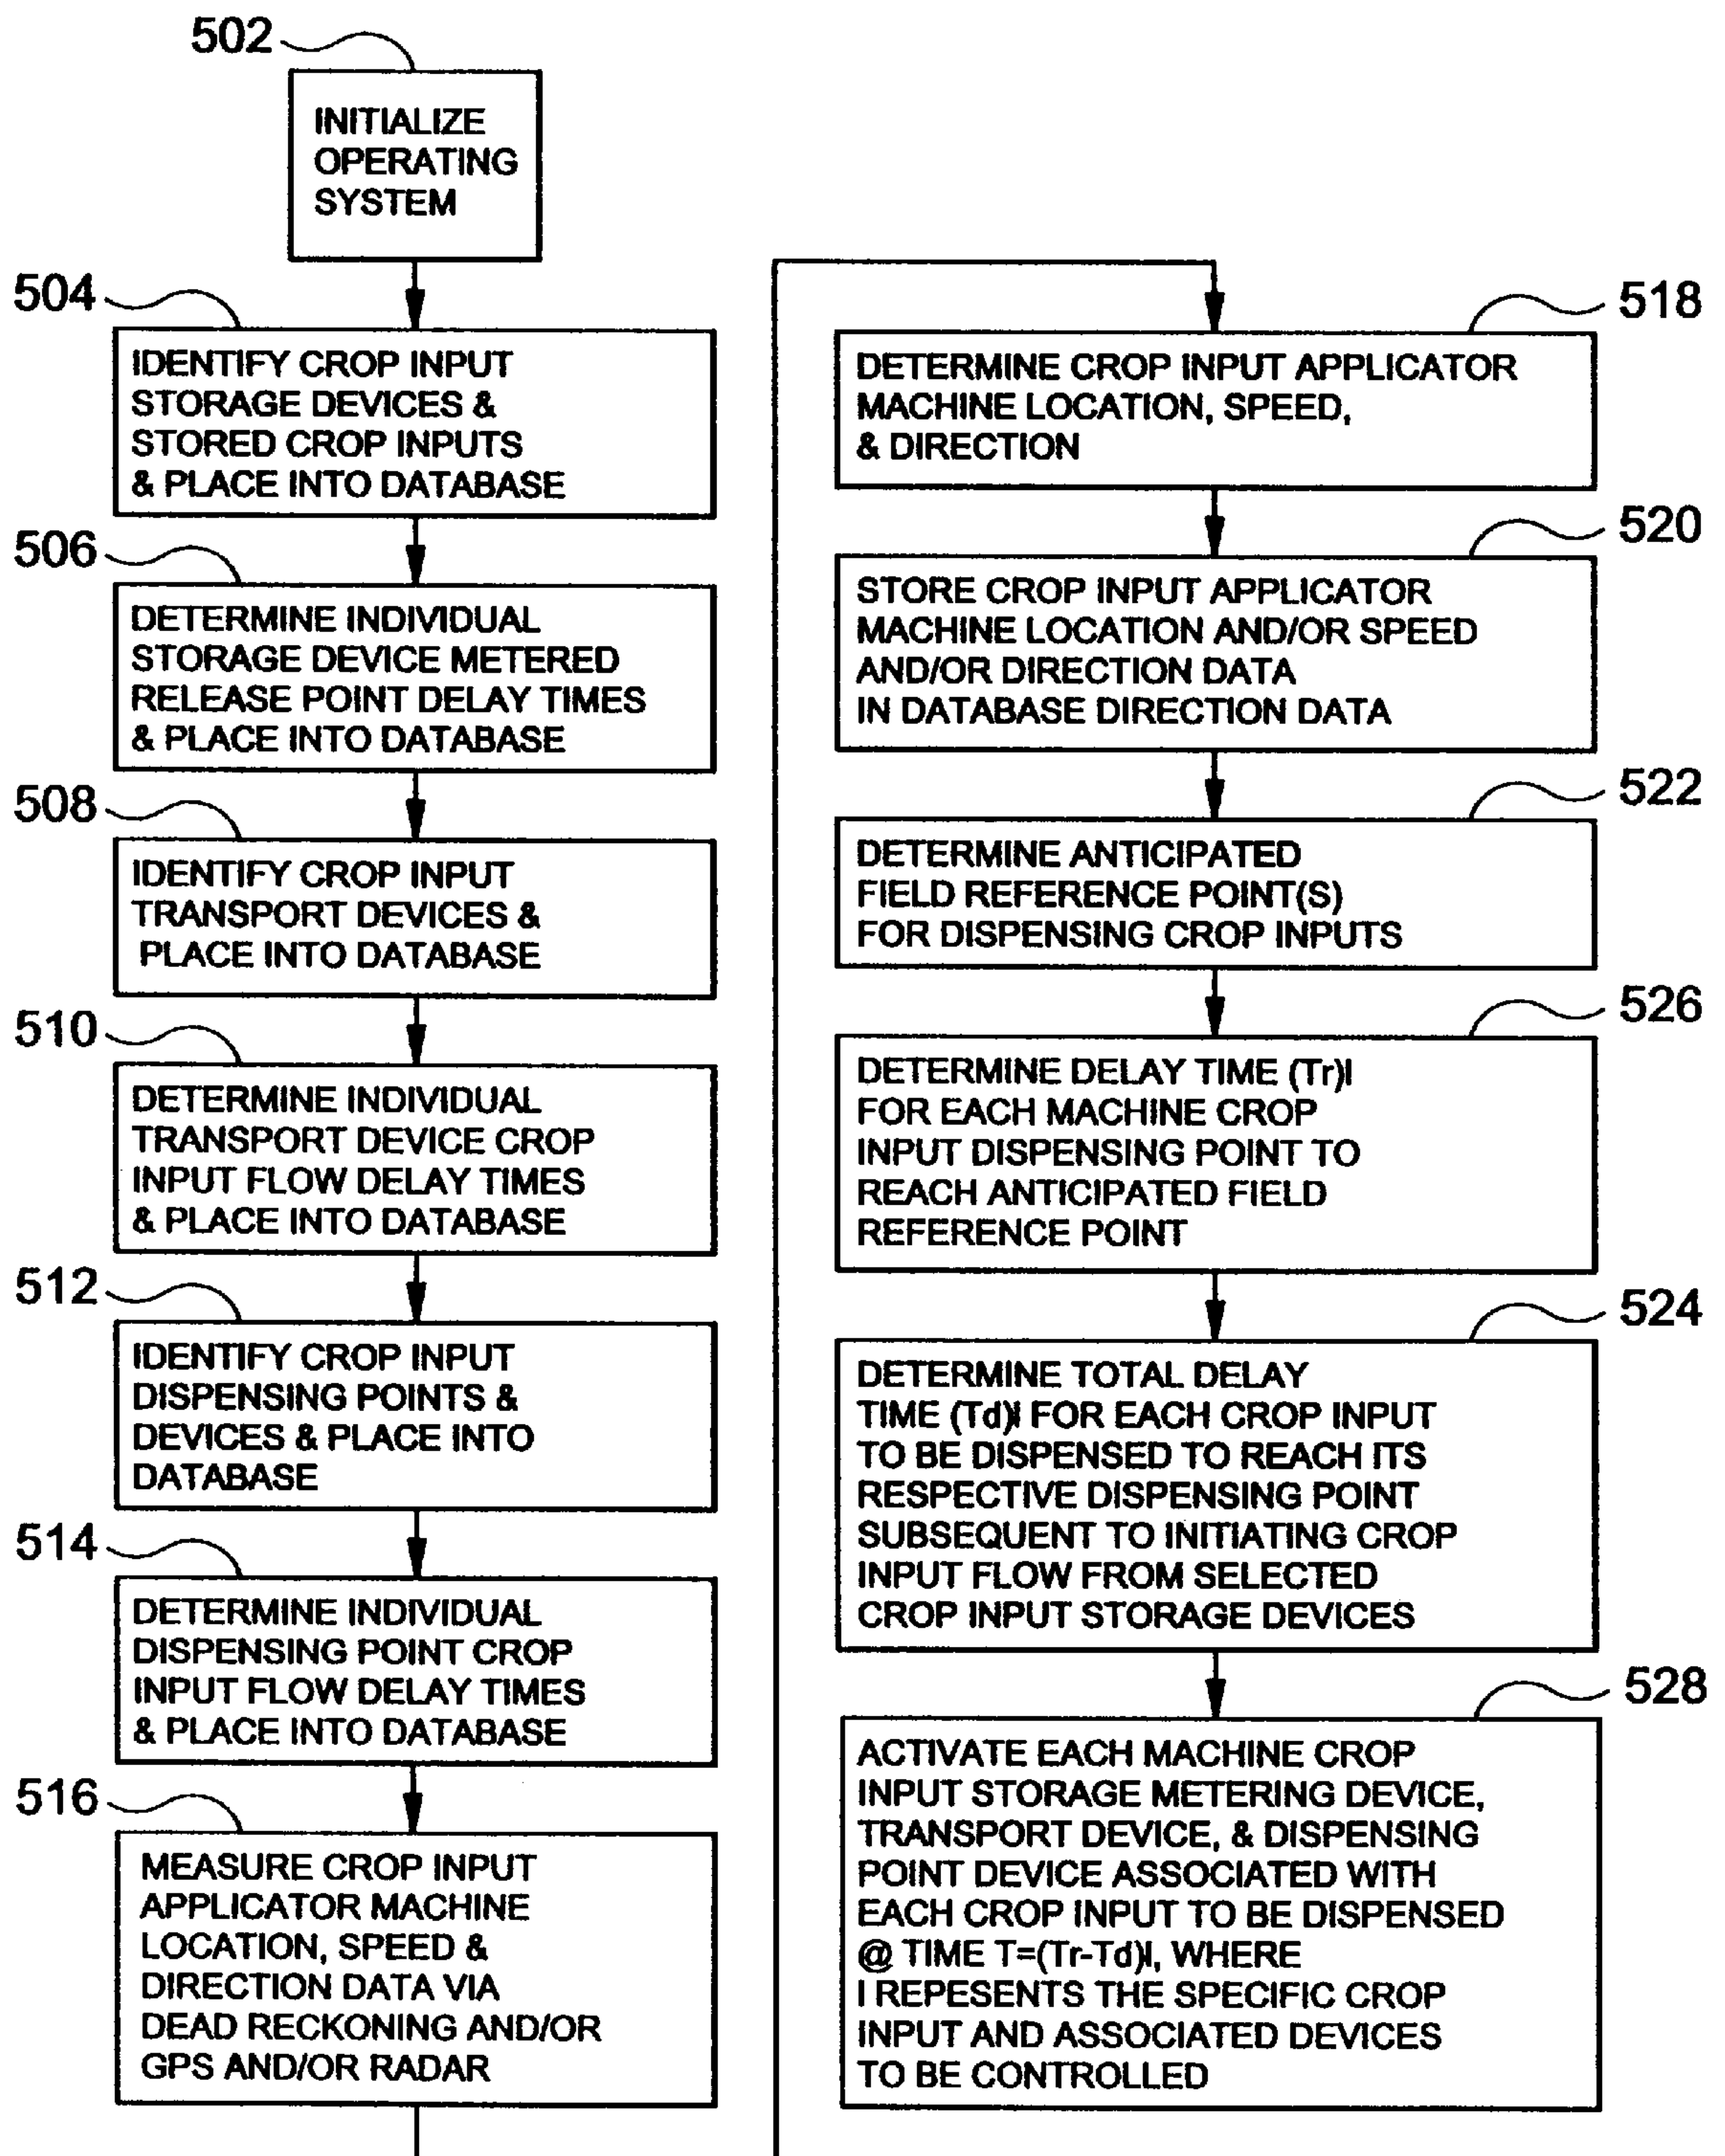 502
INITIALIZE
OPERATING
SYSTEM
504
IDENTIFY CROP INPUT
STORAGE DEVICES &
STORED CROP INPUTS
& PLACE INTO DATABASE
506
DETERMINE INDIVIDUAL
STORAGE DEVICE METERED
RELEASE POINT DELAY TIMES
& PLACE INTO DATABASE
508
IDENTIFY CROP INPUT
TRANSPORT DEVICES &
PLACE INTO DATABASE
510
DETERMINE INDIVIDUAL
TRANSPORT DEVICE CROP
INPUT FLOW DELAY TIMES
& PLACE INTO DATABASE
512
IDENTIFY CROP INPUT
DISPENSING POINTS &
DEVICES & PLACE INTO
DATABASE
514
DETERMINE INDIVIDUAL
DISPENSING POINT CROP
INPUT FLOW DELAY TIMES
& PLACE INTO DATABASE
516
MEASURE CROP INPUT
APPLICATOR MACHINE
LOCATION, SPEED &
DIRECTION DATA VIA
DEAD RECKONING AND/OR
GPS AND/OR RADAR
518
DETERMINE CROP INPUT APPLICATOR
MACHINE LOCATION, SPEED,
& DIRECTION
520
STORE CROP INPUT APPLICATOR
MACHINE LOCATION AND/OR SPEED
AND/OR DIRECTION DATA
IN DATABASE DIRECTION DATA
522
DETERMINE ANTICIPATED
FIELD REFERENCE POINT(S)
FOR DISPENSING CROP INPUTS
526
DETERMINE DELAY TIME (Tr)I
FOR EACH MACHINE CROP
INPUT DISPENSING POINT TO
REACH ANTICIPATED FIELD
REFERENCE POINT
524
DETERMINE TOTAL DELAY
TIME (Td)I FOR EACH CROP INPUT
TO BE DISPENSED TO REACH ITS
RESPECTIVE DISPENSING POINT
SUBSEQUENT TO INITIATING CROP
INPUT FLOW FROM SELECTED
CROP INPUT STORAGE DEVICES
528
ACTIVATE EACH MACHINE CROP
INPUT STORAGE METERING DEVICE,
TRANSPORT DEVICE, & DISPENSING
POINT DEVICE ASSOCIATED WITH
EACH CROP INPUT TO BE DISPENSED
@ TIME T=(Tr-Td)I, WHERE
I REPESENTS THE SPECIFIC CROP
INPUT AND ASSOCIATED DEVICES
TO BE CONTROLLED